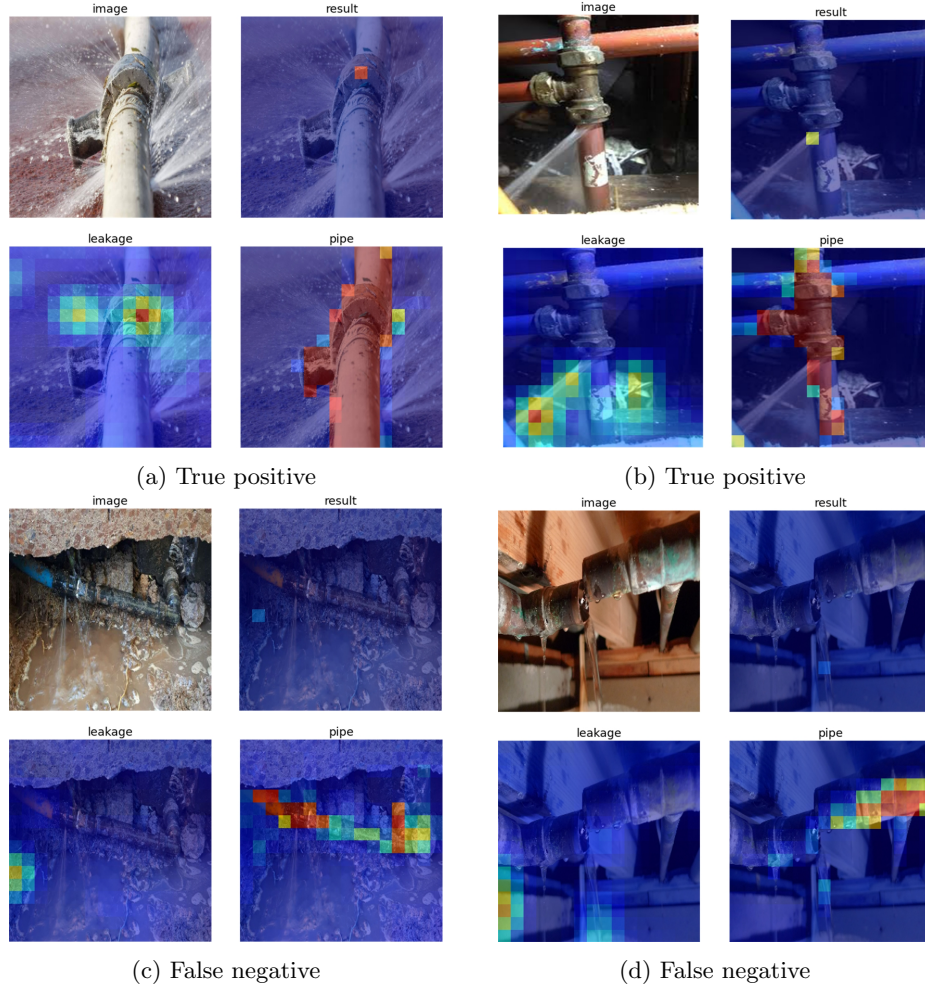 image
result
image
result
leakage
pipe
leakage
pipe
(a) True positive
(b) True positive
image
result
image
result
leakage
pipe
leakage
pipe
(c) False negative
(d) False negative